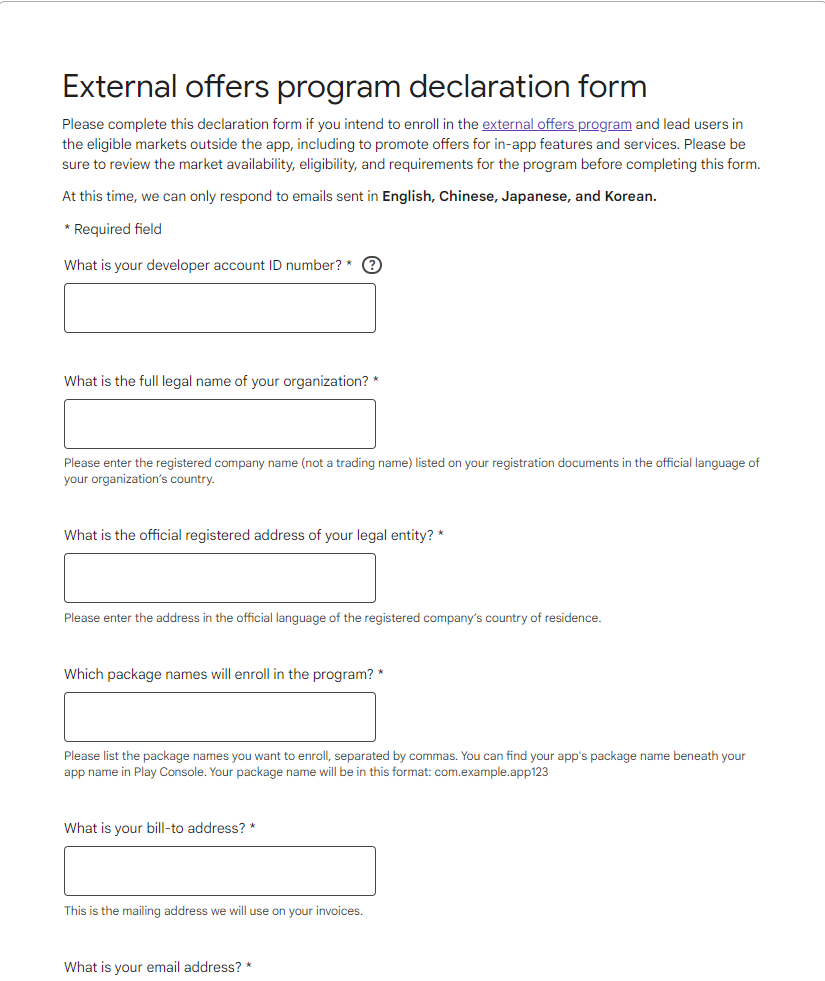 External offers program declaration form
Please complete this declaration form if you intend to enroll in the external offers program and lead users in
the eligible markets outside the app, including to promote offers for in-app features and services. Please be
sure to review the market availability, eligibility, and requirements for the program before completing this form.
At this time, we can only respond to emails sent in English, Chinese, Japanese, and Korean.
* Required field
What is your developer account ID number? * ?
What is the full legal name of your organization? *
Please enter the registered company name (not a trading name) listed on your registration documents in the official language of
your organization’s country.
What is the official registered address of your legal entity? *
Please enter the address in the official language of the registered company’s country of residence.
Which package names will enroll in the program? *
Please list the package names you want to enroll, separated by commas. You can find your app's package name beneath your
app name in Play Console. Your package name will be in this format: com.example.app123
What is your bill-to address? *
This is the mailing address we will use on your invoices.
What is your email address? *